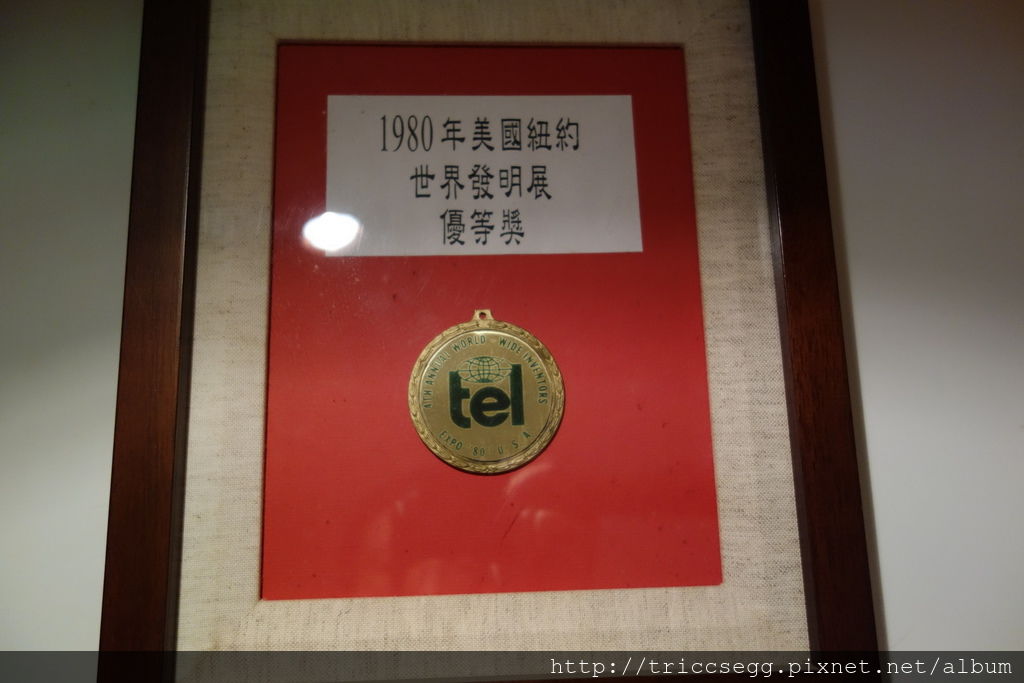 1980年美國紐約
世界發明展
優等獎
4TH ANNUAL WORLD-WIDE INVENTORS
tel
EXPO '80' U.S.A
http://triccsegg.pixnet.net/album